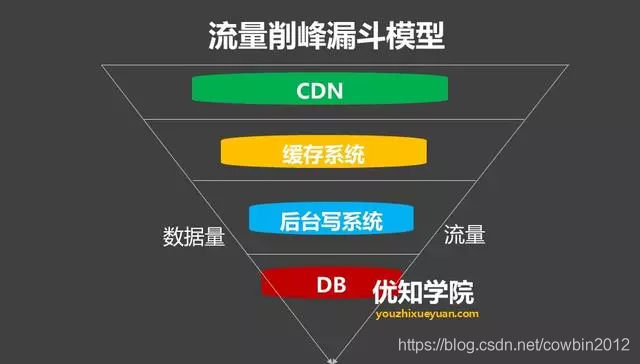 流量削峰漏斗模型
CDN
缓存系统
后台写系统
数据量
流量
DB
优知学院
youzhixueyuan.com
https://blog.csdn.net/cowbin2012